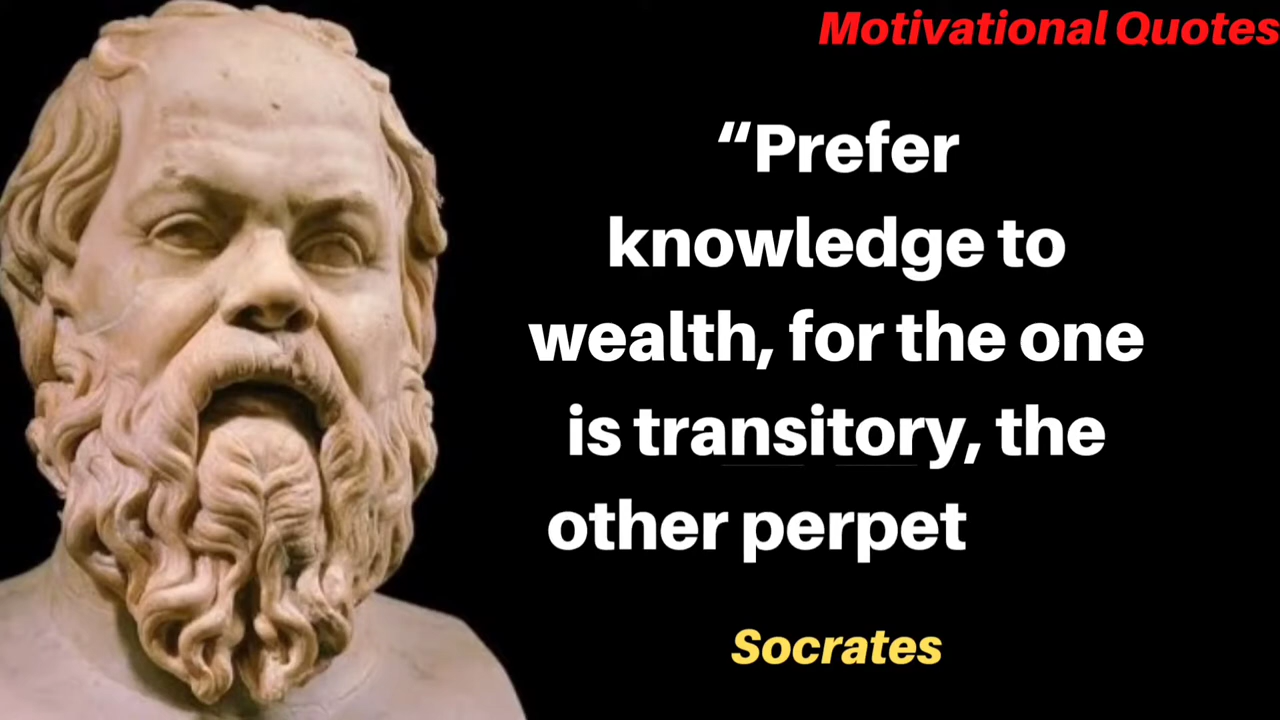 Motivational Quotes
“Prefer
knowledge to
wealth, for the one
is transitory, the
other perpet
Socrates